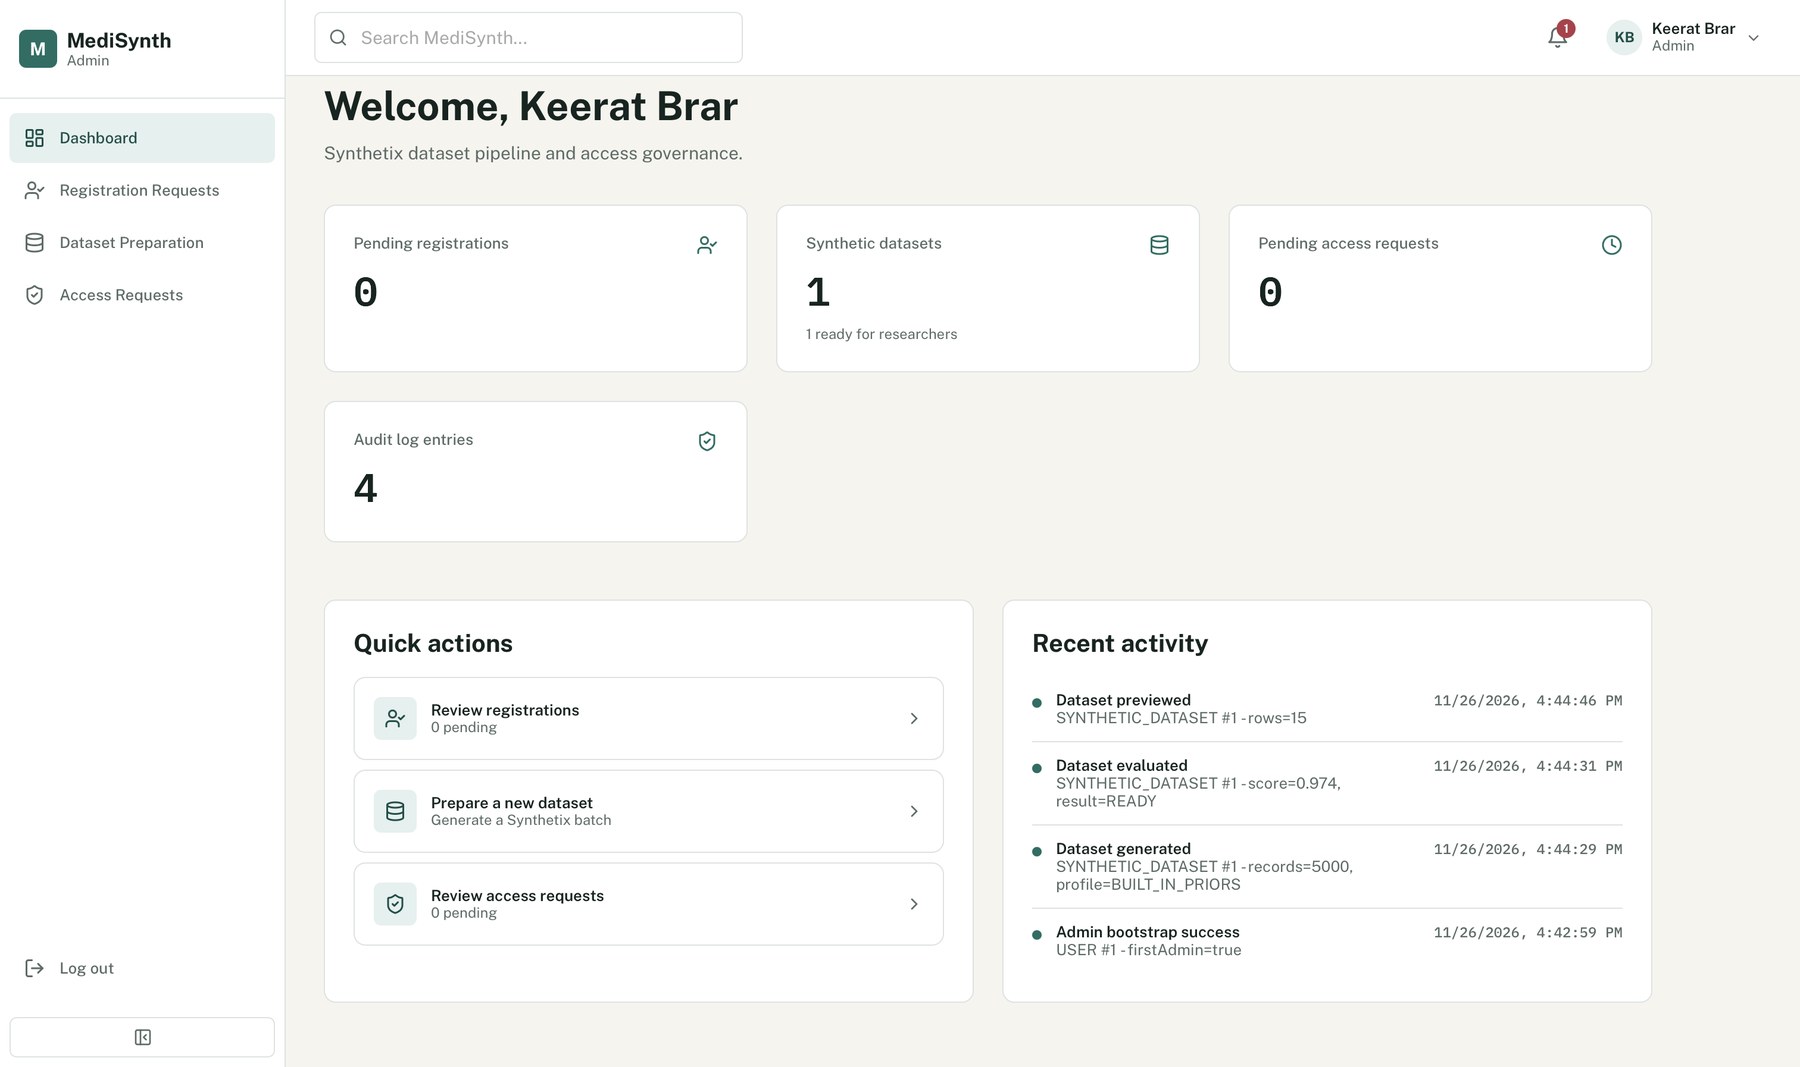 M
MediSynth
Admin
Dashboard
Registration Requests
Dataset Preparation
Access Requests
Log out
Search MediSynth...
1
KB
Keerat Brar
Admin
Welcome, Keerat Brar
Synthetix dataset pipeline and access governance.
Pending registrations
0
Synthetic datasets
1
1 ready for researchers
Pending access requests
0
Audit log entries
4
Quick actions
Review registrations
0 pending
Prepare a new dataset
Generate a Synthetix batch
Review access requests
0 pending
Recent activity
Dataset previewed
11/26/2026, 4:44:46 PM
SYNTHETIC_DATASET #1 - rows=15
Dataset evaluated
11/26/2026, 4:44:31 PM
SYNTHETIC_DATASET #1 - score=0.974,
result=READY
Dataset generated
11/26/2026, 4:44:29 PM
SYNTHETIC_DATASET #1 - records=5000,
profile=BUILT_IN_PRIORS
Admin bootstrap success
11/26/2026, 4:42:59 PM
USER #1 - firstAdmin=true